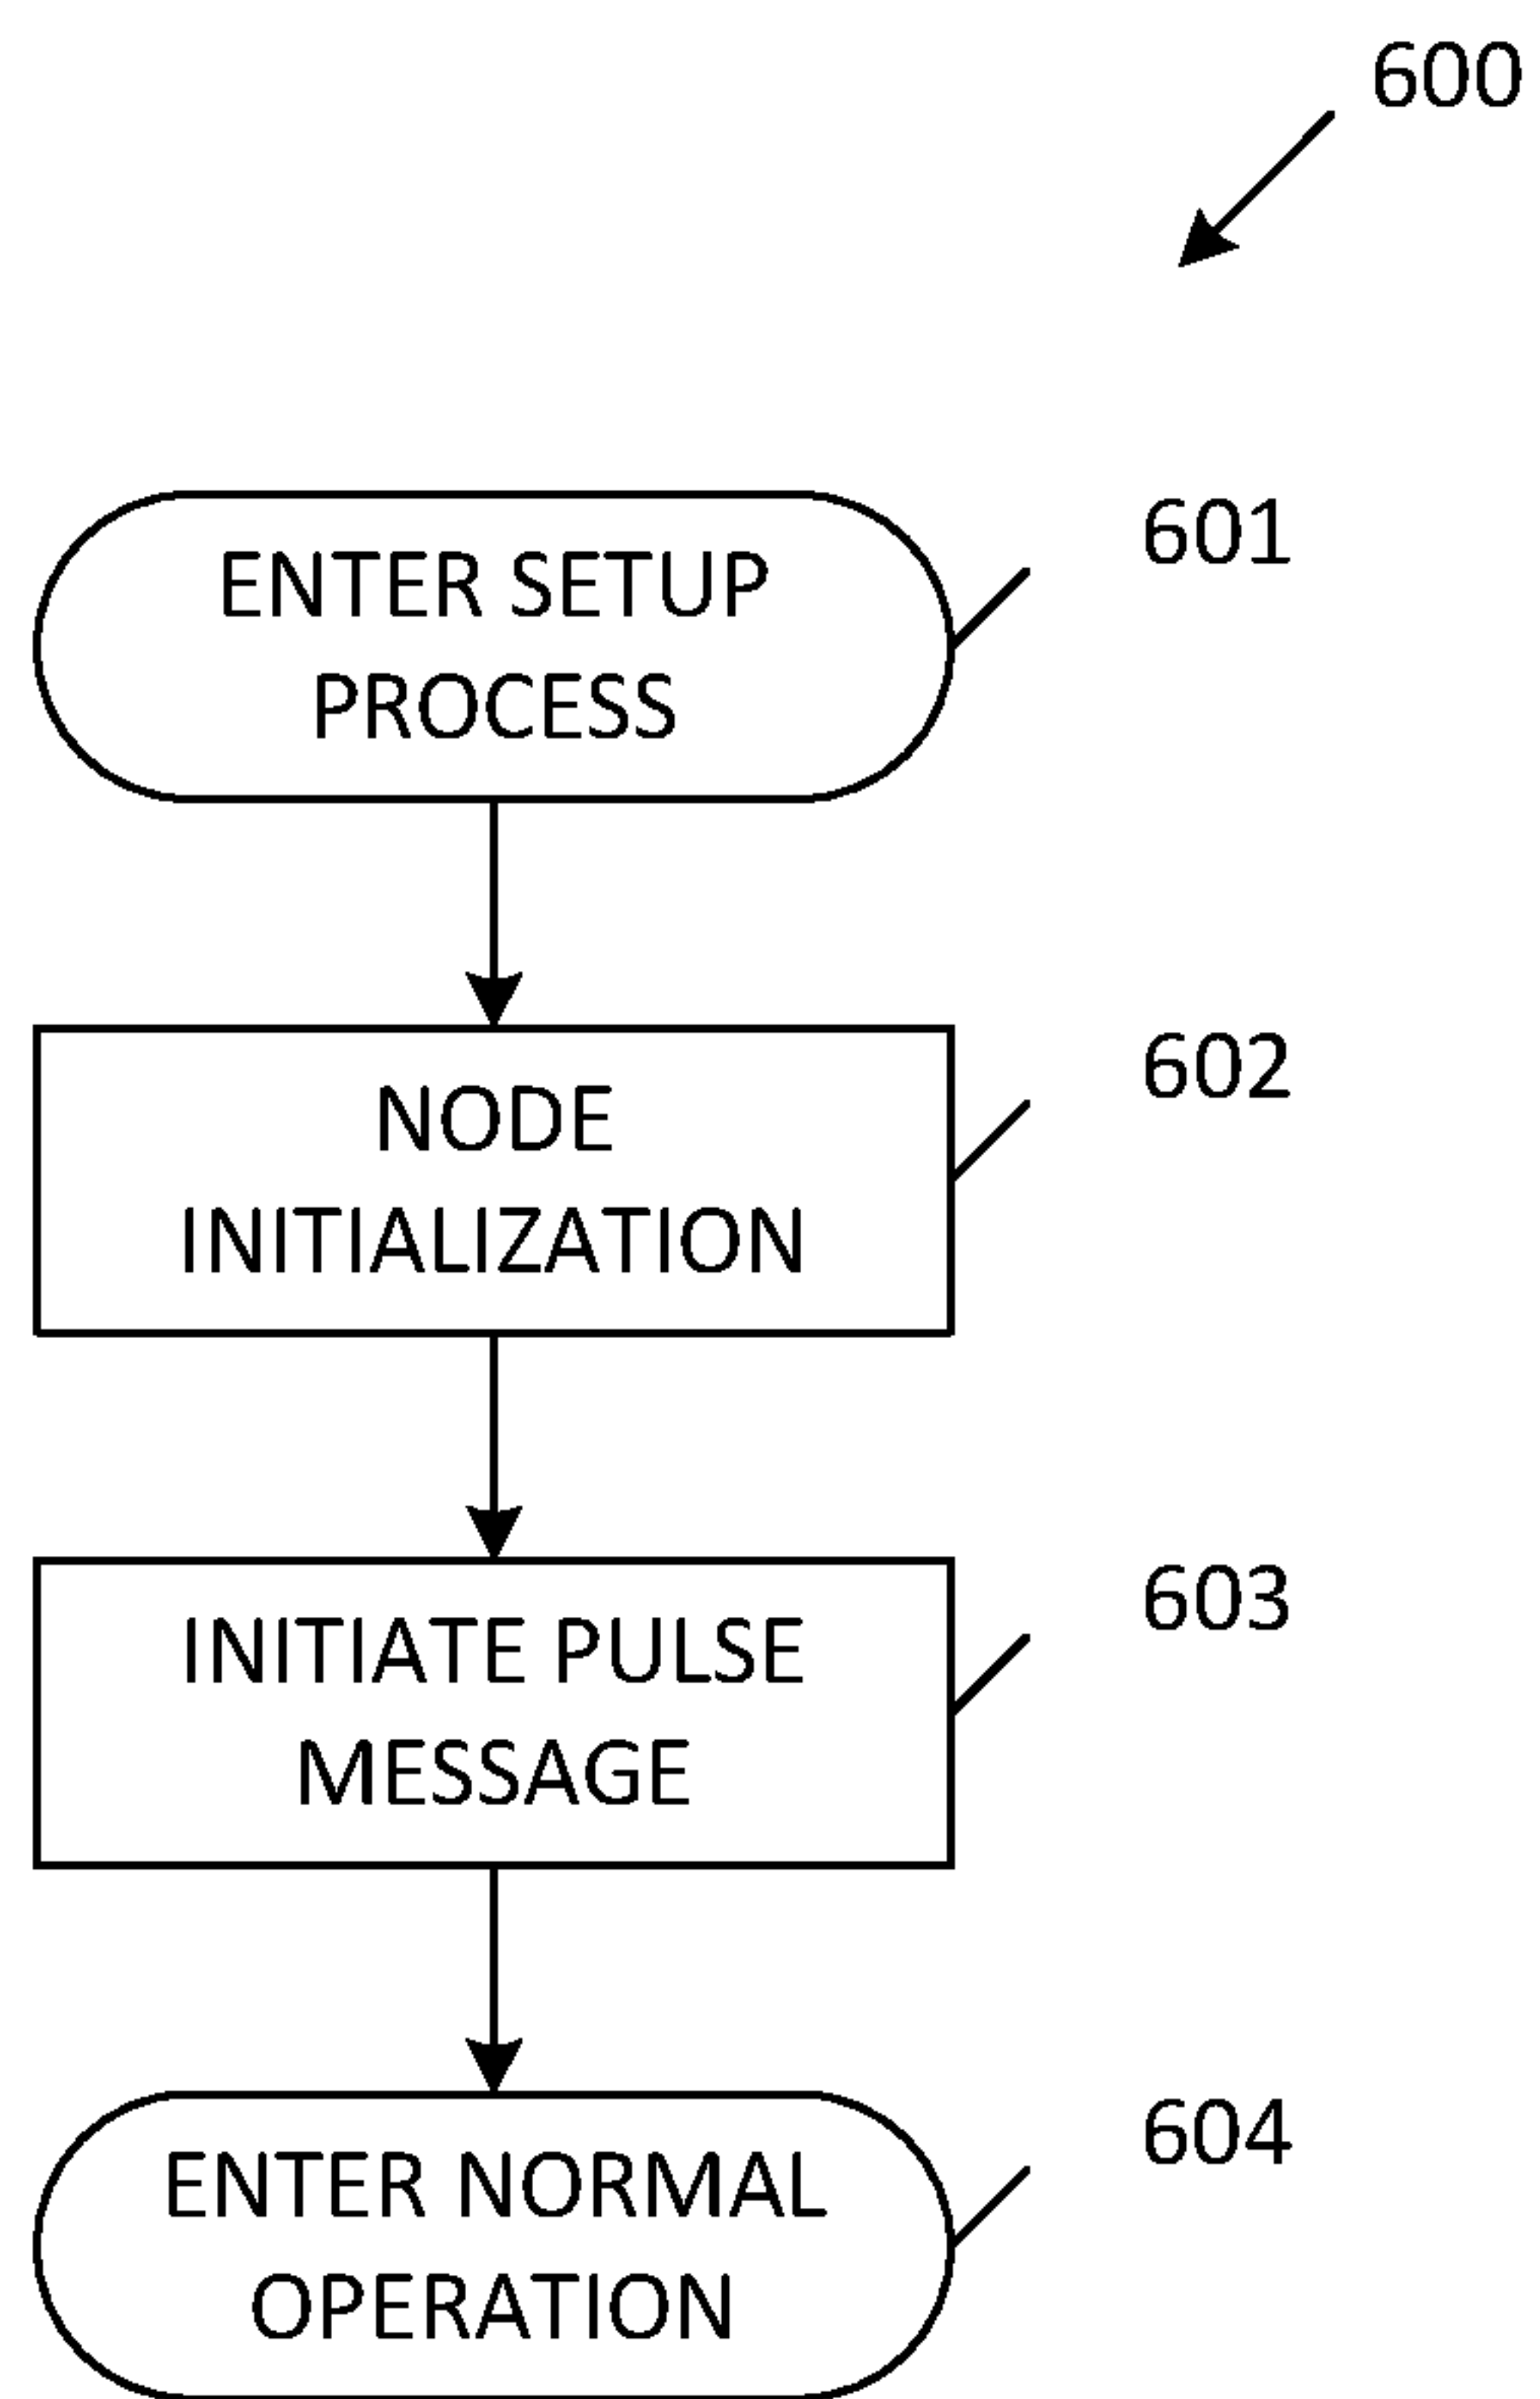 600
601
ENTER SETUP
PROCESS
602
NODE
INITIALIZATION
603
INITIATE PULSE
MESSAGE
604
ENTER NORMAL
OPERATION